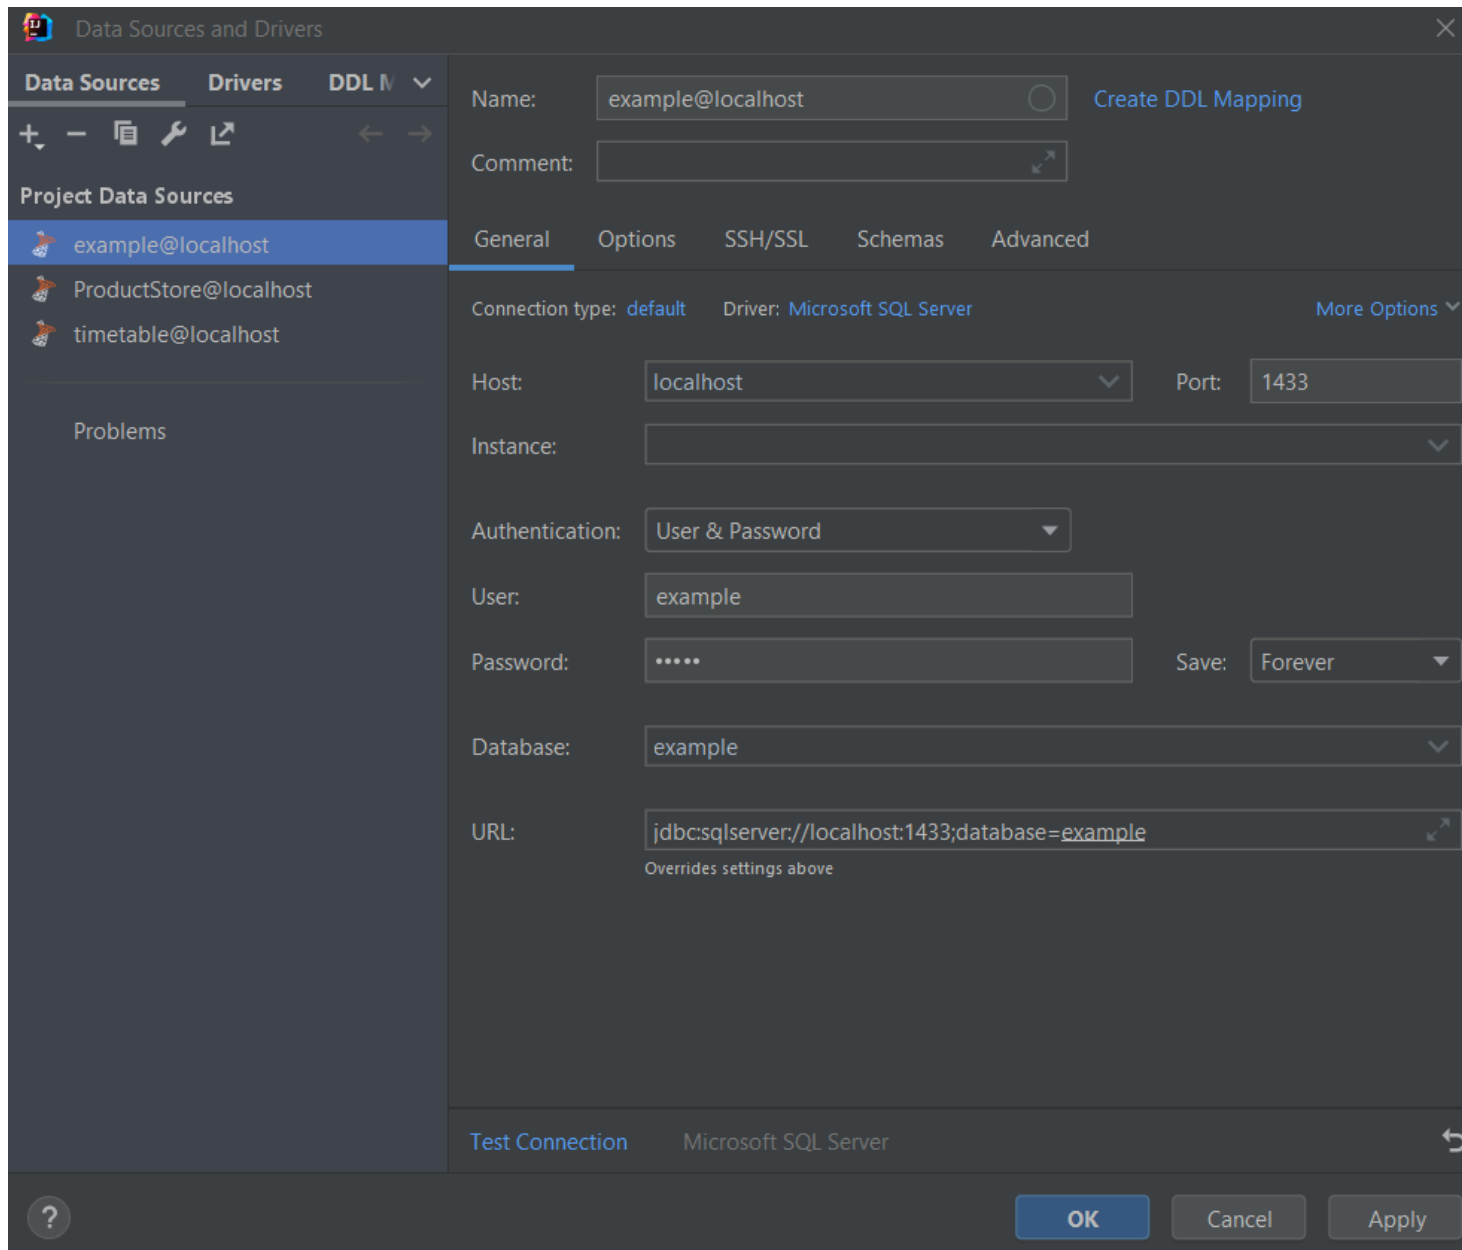 Data Sources and Drivers
Data Sources Drivers DDL M
Project Data Sources
example@localhost
ProductStore@localhost
timetable@localhost
Problems
Name: example@localhost Create DDL Mapping
Comment:
General Options SSH/SSL Schemas Advanced
Connection type: default Driver: Microsoft SQL Server More Options
Host: localhost Port: 1433
Instance:
Authentication: User & Password
User: example
Password: ••••• Save: Forever
Database: example
URL: jdbc:sqlserver://localhost:1433;database=example
Overrides settings above
Test Connection Microsoft SQL Server
? OK Cancel Apply